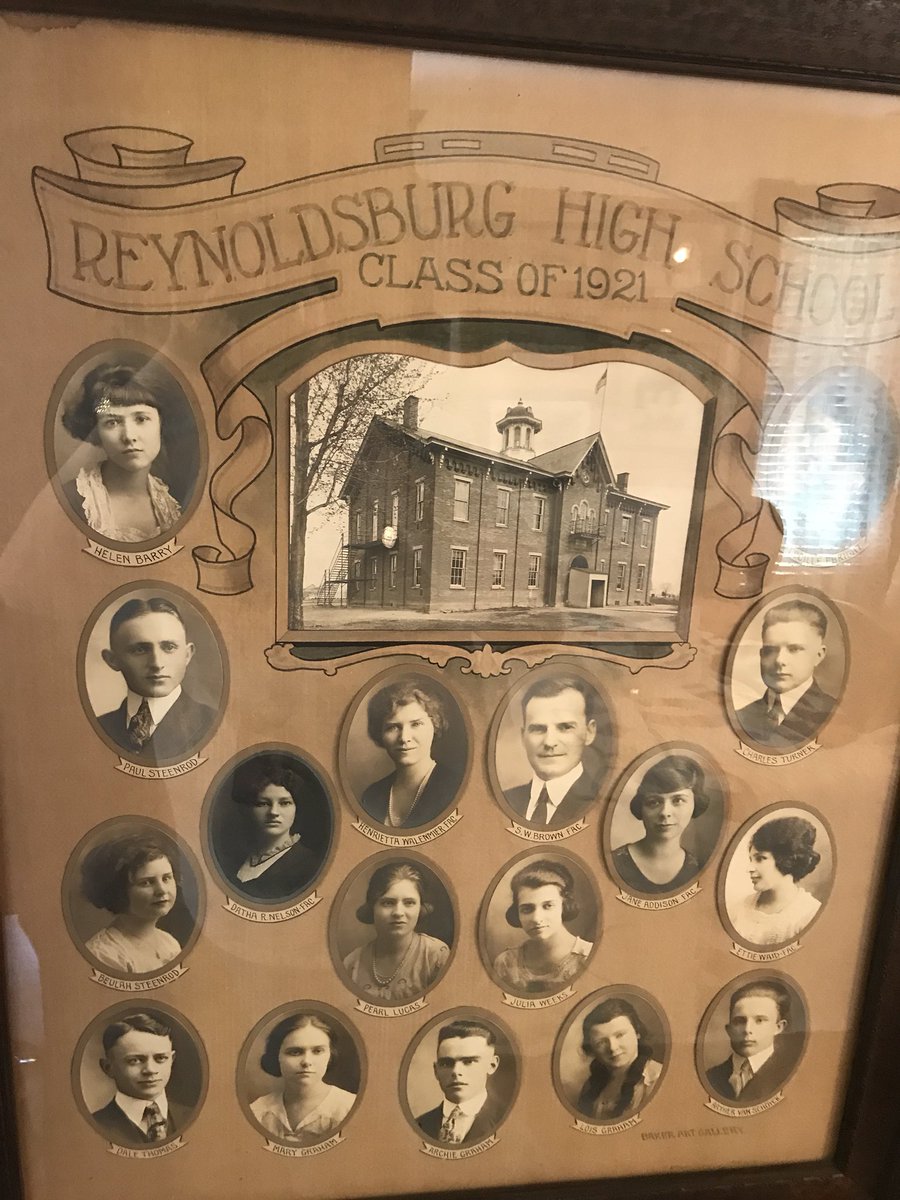 REYNOLDSBURG HIGH SCHOOL
CLASS OF 1921
HELEN BARRY
PAUL STEENROD
CHARLES TURNER
HENRIETTA WALENMIER FAC
S.W. BROWN FAC
DATHA R. NELSON FAC
JANE ADDISON FAC
BEULAH STEENROD
PEARL LUCAS
JULIA WEEKS
ETTIE WAID-FAC
DALE THOMAS
MARY GRAHAM
ARCHIE GRAHAM
LOIS GRAHAM
BAKER ART GALLERY